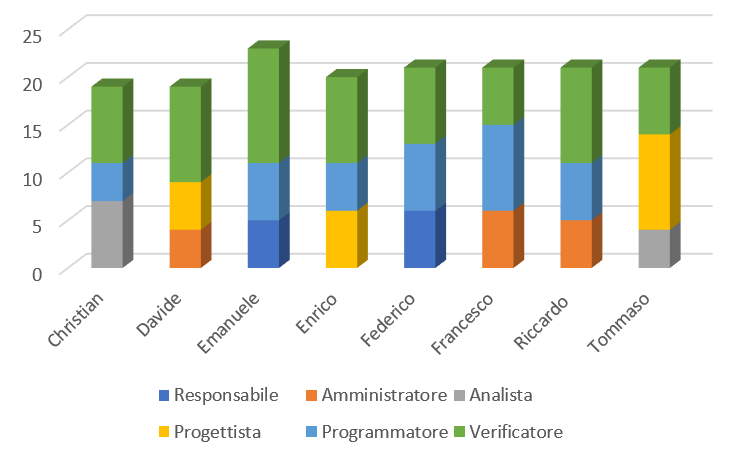 25
20
15
10
5
0
Christian
Davide
Emanuele
Enrico
Federico
Francesco
Riccardo
Tommaso
Responsabile Amministratore Analista
Progettista Programmatore Verificatore